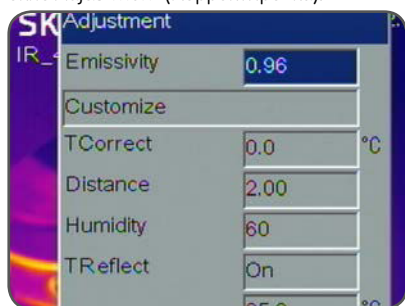 SK Adjustment
IR_
Emissivity 0.96
Customize
TCorrect 0.0 °C
Distance 2.00
Humidity 60
TReflect On